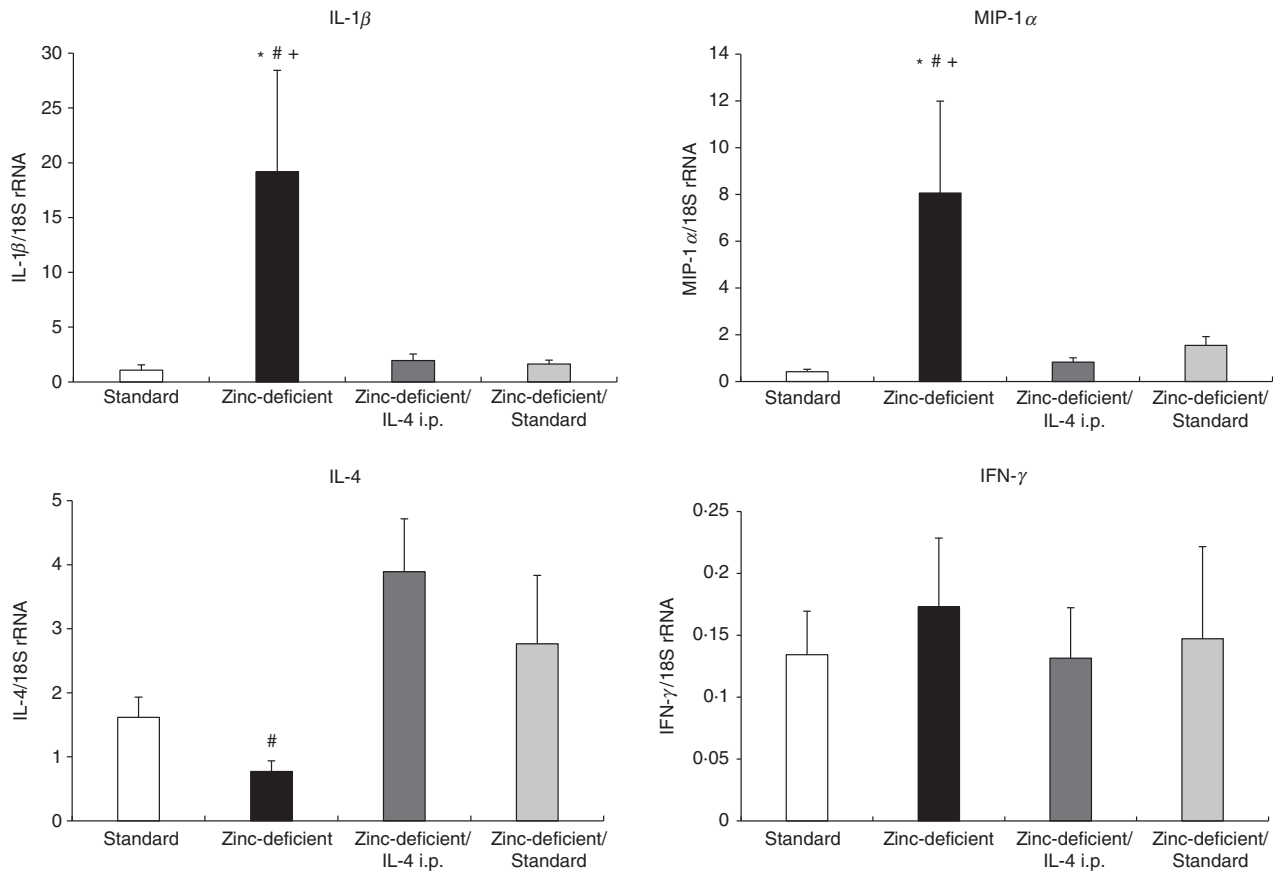 IL-1β
IL-1β/18S rRNA
30
25
20
15
10
5
0
* # +
Standard
Zinc-deficient
Zinc-deficient/
IL-4 i.p.
Zinc-deficient/
Standard
MIP-1α
MIP-1α/18S rRNA
14
12
10
8
6
4
2
0
* # +
Standard
Zinc-deficient
Zinc-deficient/
IL-4 i.p.
Zinc-deficient/
Standard
IL-4
IL-4/18S rRNA
5
4
3
2
1
0
#
Standard
Zinc-deficient
Zinc-deficient/
IL-4 i.p.
Zinc-deficient/
Standard
IFN-γ
IFN-γ/18S rRNA
0·25
0·2
0·15
0·1
0·05
0
Standard
Zinc-deficient
Zinc-deficient/
IL-4 i.p.
Zinc-deficient/
Standard